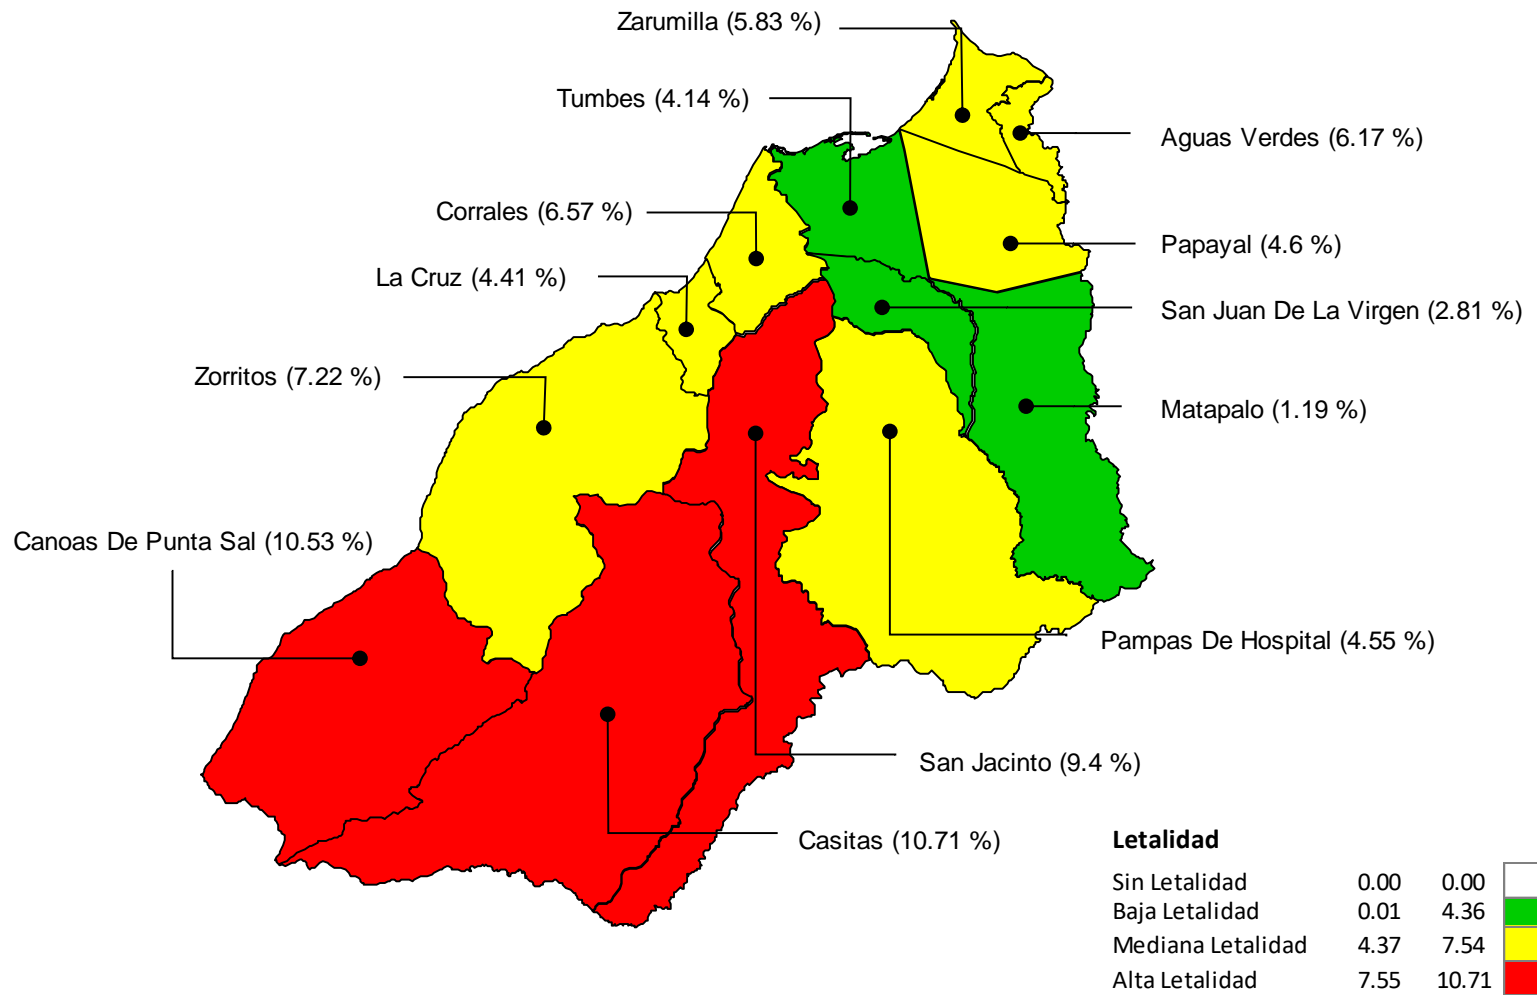 Zarumilla (5.83 %)
Tumbes (4.14 %)
Aguas Verdes (6.17 %)
Corrales (6.57 %)
Papayal (4.6 %)
La Cruz (4.41 %)
San Juan De La Virgen (2.81 %)
Zorritos (7.22 %)
Matapalo (1.19 %)
Canoas De Punta Sal (10.53 %)
Pampas De Hospital (4.55 %)
San Jacinto (9.4 %)
Casitas (10.71 %)
Letalidad
Sin Letalidad 0.00 0.00
Baja Letalidad 0.01 4.36
Mediana Letalidad 4.37 7.54
Alta Letalidad 7.55 10.71